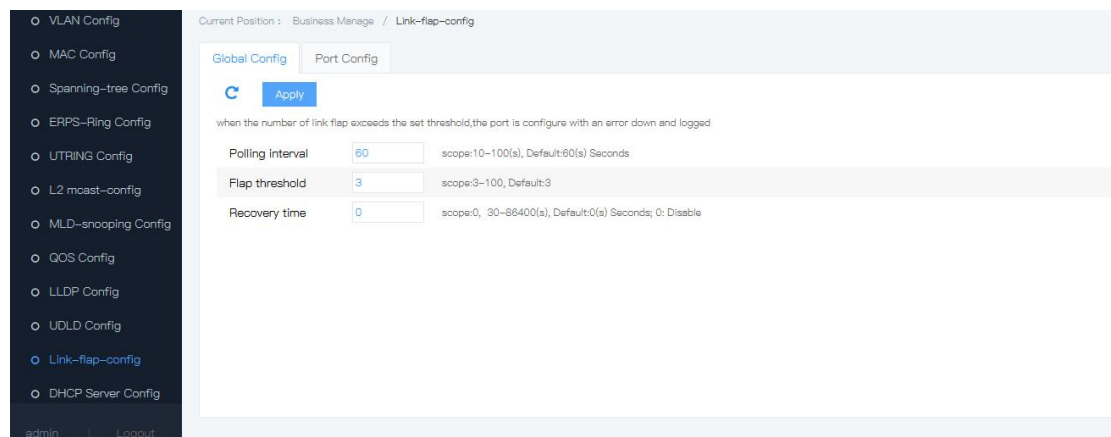 VLAN Config
MAC Config
Spanning-tree Config
ERPS-Ring Config
UTRING Config
L2 mcast-config
MLD-snooping Config
QOS Config
LLDP Config
UDLD Config
Link-flap-config
DHCP Server Config
admin | Logout
Current Position : Business Manage / Link-flap-config
Global Config Port Config
Apply
when the number of link flap exceeds the set threshold,the port is configure with an error down and logged
Polling interval 60 scope:10-100(s), Default:60(s) Seconds
Flap threshold 3 scope:3-100, Default:3
Recovery time 0 scope:0, 30-86400(s), Default:0(s) Seconds; 0: Disable